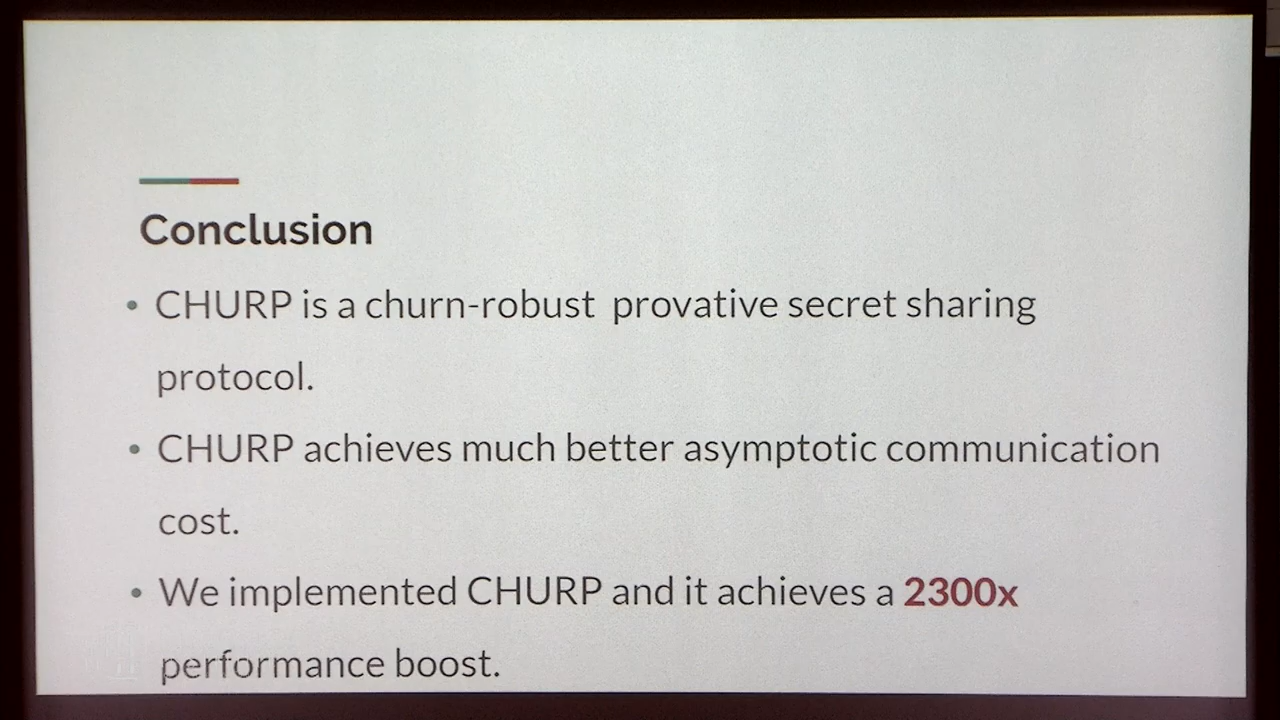 Conclusion
• CHURP is a churn-robust provative secret sharing
protocol.
• CHURP achieves much better asymptotic communication
cost.
• We implemented CHURP and it achieves a 2300x
performance boost.